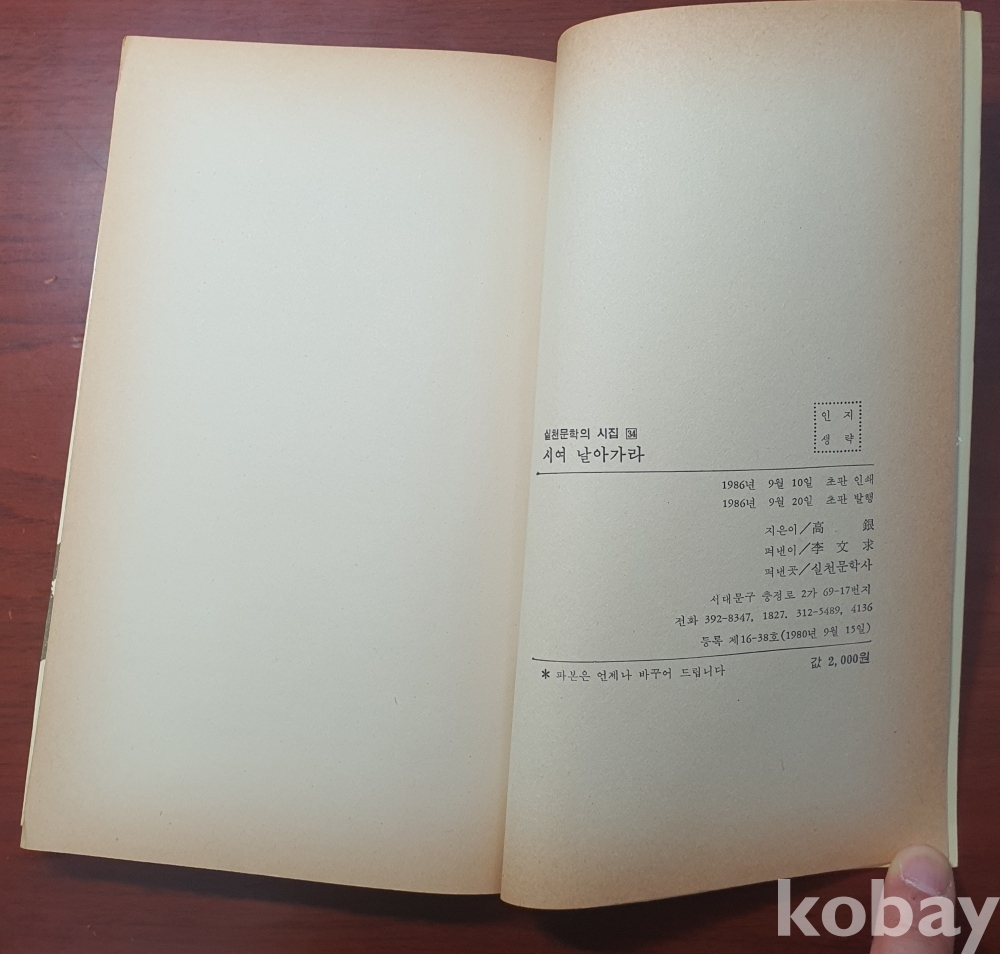 인 지
생 략
실천문학의 시집 34
시여 날아가라
1986년 9월 10일 초판 인쇄
1986년 9월 20일 초판 발행
지은이/高 銀
펴낸이/李 文 求
펴낸곳/실천문학사
서대문구 충정로 2가 69-17번지
전화 392-8347, 1827. 312-5489, 4136
등록 제16-38호(1980년 9월 15일)
값 2,000원
* 파본은 언제나 바꾸어 드립니다
kobay